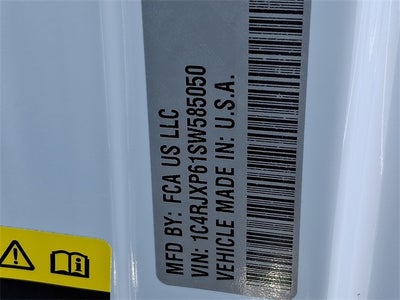 MFD BY: FCA US LLC
VIN: 1C4RJXP61SW585050
VEHICLE MADE IN: U.S.A.